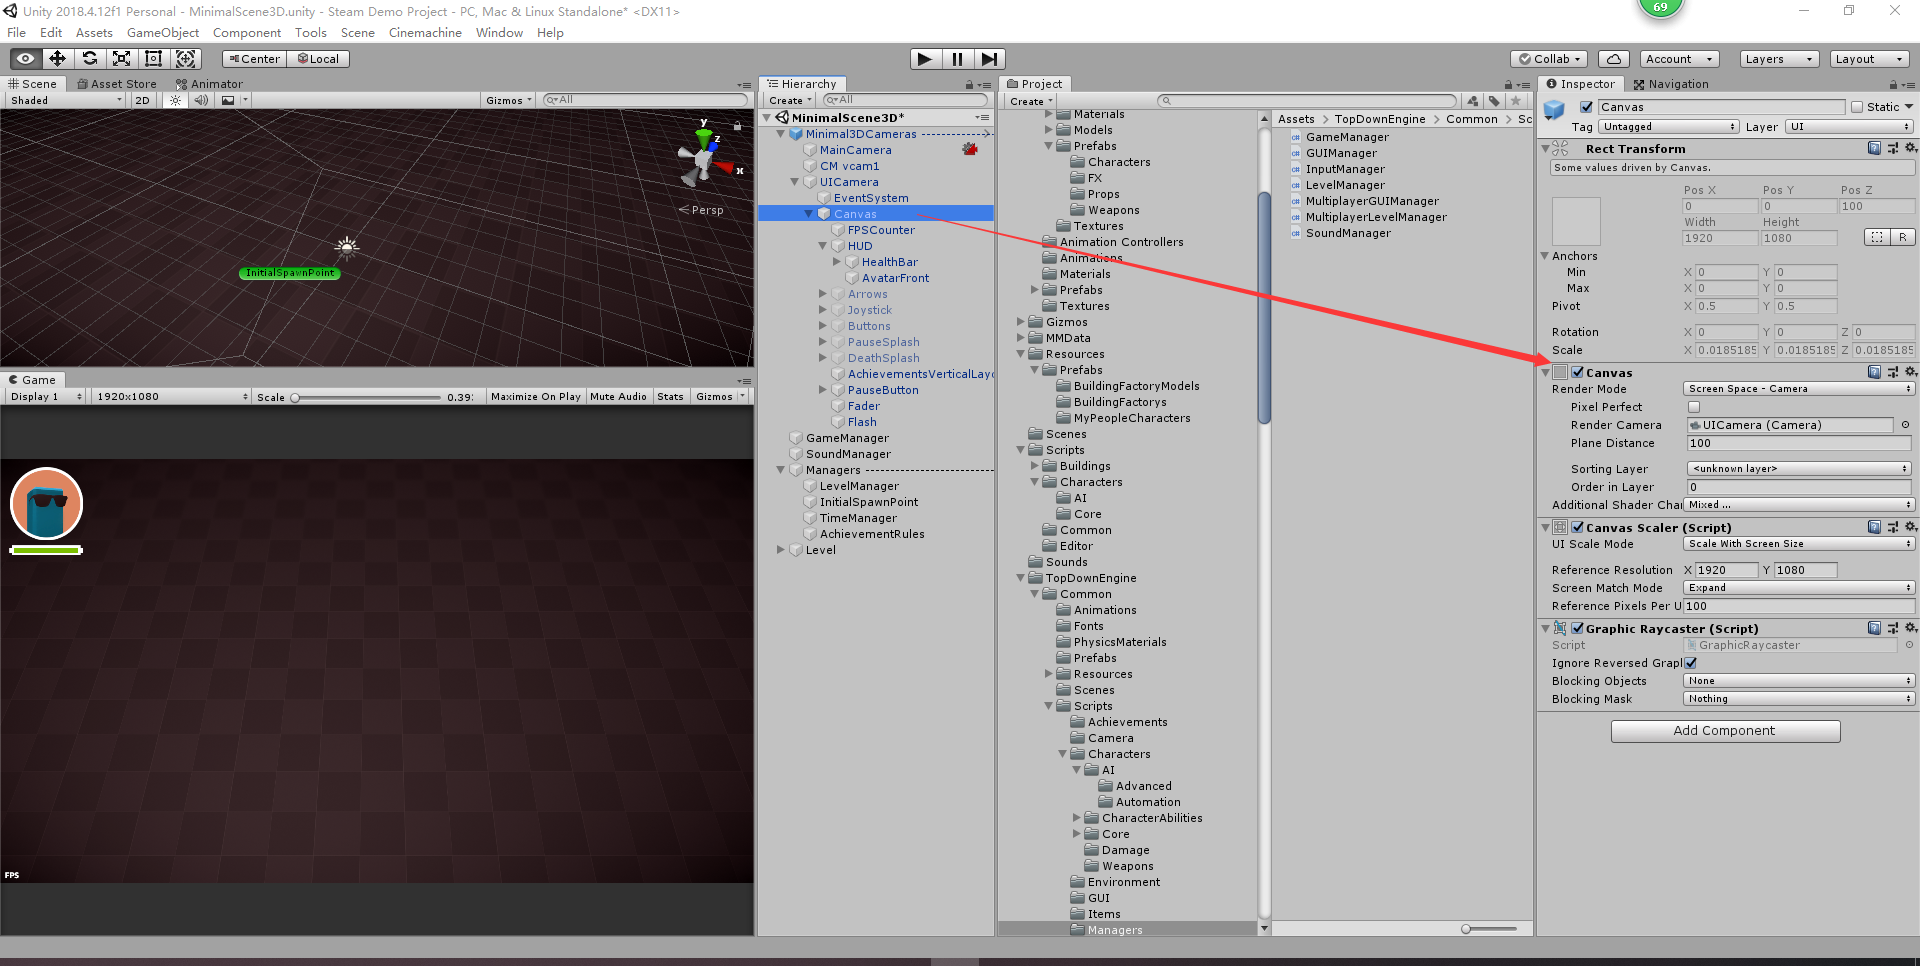 Unity 2018.4.12f1 Personal - MinimalScene3D.unity - Steam Demo Project - PC, Mac & Linux Standalone* <DX11>
69
File Edit Assets GameObject Component Tools Scene Cinemachine Window Help
Center Local
Collab Account Layers Layout
Scene Asset Store Animator
Shaded 2D Gizmos All
y
z
x
Persp
InitialSpawnPoint
Game
Display 1 1920x1080 Scale 0.39 Maximize On Play Mute Audio Stats Gizmos
FPS
Hierarchy
Create All
MinimalScene3D*
Minimal3DCameras
MainCamera
CM vcam1
UICamera
EventSystem
Canvas
FPSCounter
HUD
HealthBar
AvatarFront
Arrows
Joystick
Buttons
PauseSplash
DeathSplash
AchievementsVerticalLayo
PauseButton
Fader
Flash
GameManager
SoundManager
Managers
LevelManager
InitialSpawnPoint
TimeManager
AchievementRules
Level
Project
Create
Materials
Models
Prefabs
Characters
FX
Props
Weapons
Textures
Animation Controllers
Animations
Materials
Prefabs
Textures
Gizmos
MMData
Resources
Prefabs
BuildingFactoryModels
BuildingFactorys
MyPeopleCharacters
Scenes
Scripts
Buildings
Characters
AI
Core
Common
Editor
Sounds
TopDownEngine
Common
Animations
Fonts
PhysicsMaterials
Prefabs
Resources
Scenes
Scripts
Achievements
Camera
Characters
AI
Advanced
Automation
CharacterAbilities
Core
Damage
Weapons
Environment
GUI
Items
Managers
Assets > TopDownEngine > Common > Sc
GameManager
GUIManager
InputManager
LevelManager
MultiplayerGUIManager
MultiplayerLevelManager
SoundManager
Inspector Navigation
Canvas Static
Tag Untagged Layer UI
Rect Transform
Some values driven by Canvas.
Pos X Pos Y Pos Z
0 0 100
Width Height
1920 1080 R
Anchors
Min X 0 Y 0
Max X 0 Y 0
Pivot X 0.5 Y 0.5
Rotation X 0 Y 0 Z 0
Scale X 0.0185185 Y 0.0185185 Z 0.0185185
Canvas
Render Mode Screen Space - Camera
Pixel Perfect
Render Camera UICamera (Camera)
Plane Distance 100
Sorting Layer <unknown layer>
Order in Layer 0
Additional Shader Chai Mixed ...
Canvas Scaler (Script)
UI Scale Mode Scale With Screen Size
Reference Resolution X 1920 Y 1080
Screen Match Mode Expand
Reference Pixels Per U 100
Graphic Raycaster (Script)
Script GraphicRaycaster
Ignore Reversed Grapl
Blocking Objects None
Blocking Mask Nothing
Add Component